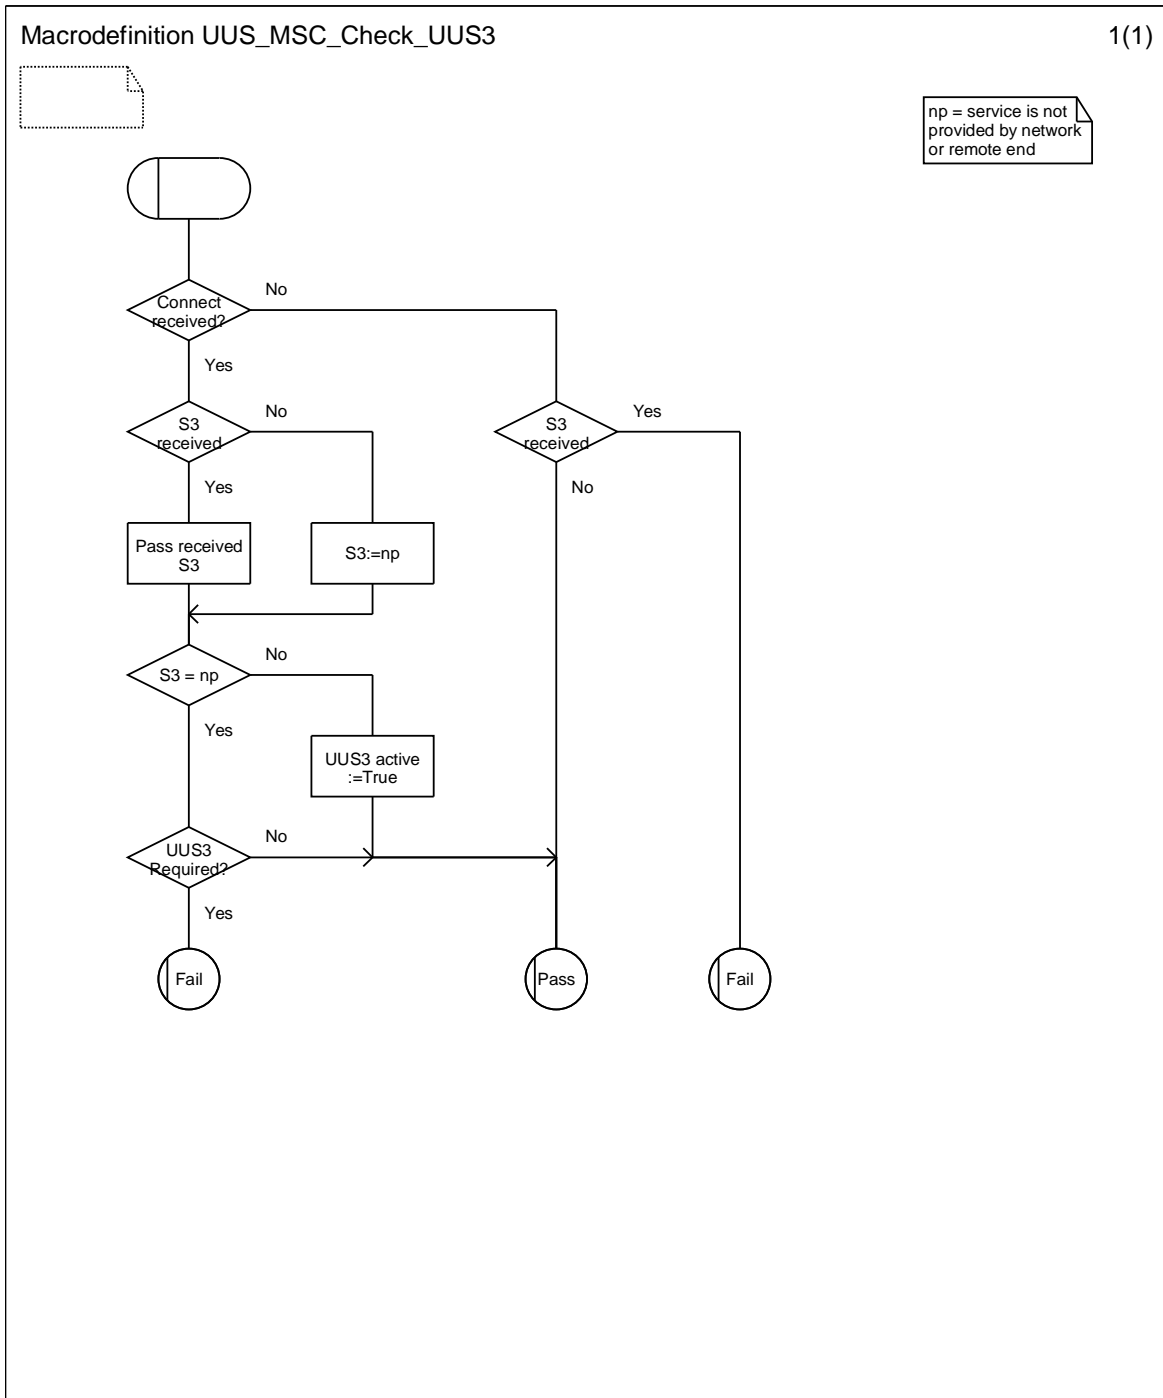 Macrodefinition UUS_MSC_Check_UUS3
1(1)
np = service is not
provided by network
or remote end
Connect
received?
No
Yes
S3
received
No
S3
received
Yes
Yes
No
Pass received
S3
S3:=np
S3 = np
No
Yes
UUS3 active
:=True
UUS3
Required?
No
Yes
Fail
Pass
Fail